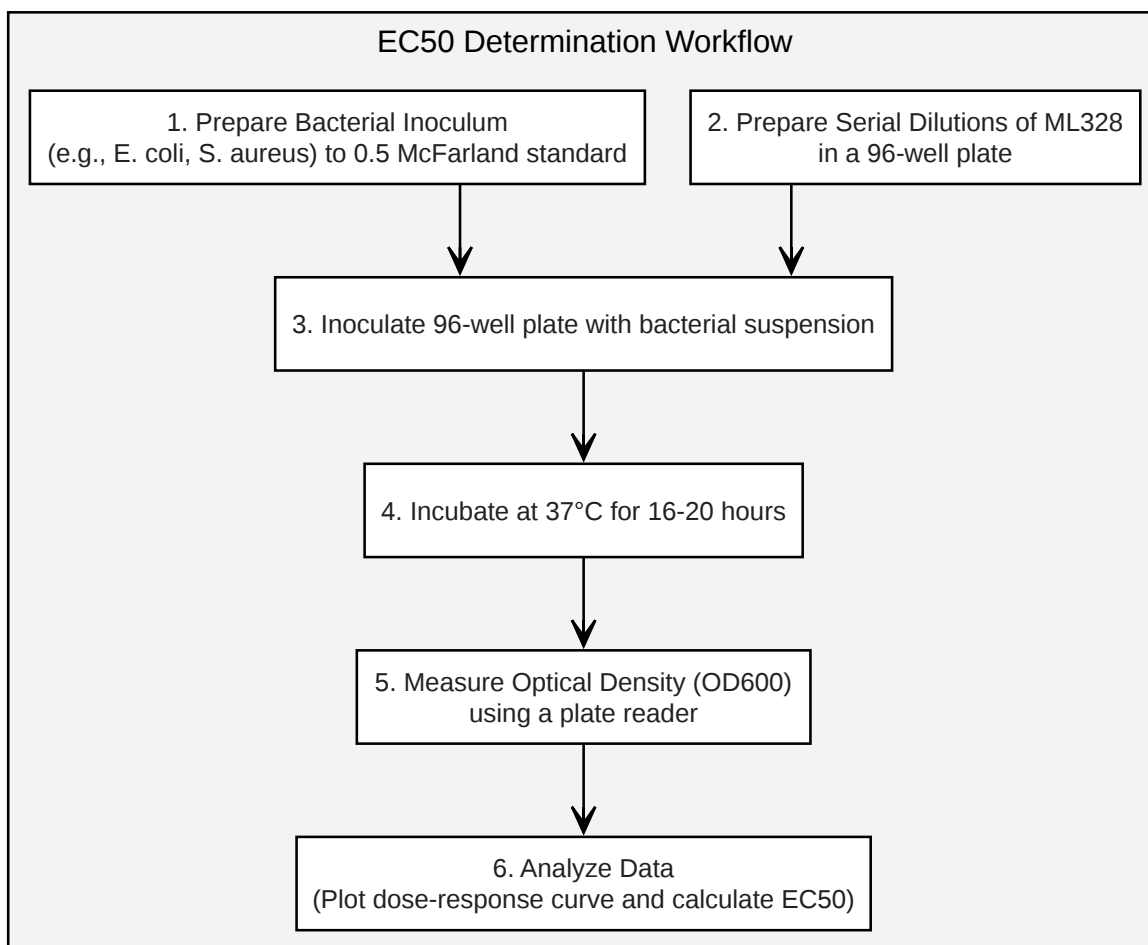 EC50 Determination Workflow
1. Prepare Bacterial Inoculum
(e.g., E. coli, S. aureus) to 0.5 McFarland standard
2. Prepare Serial Dilutions of ML328
in a 96-well plate
3. Inoculate 96-well plate with bacterial suspension
4. Incubate at 37°C for 16-20 hours
5. Measure Optical Density (OD600)
using a plate reader
6. Analyze Data
(Plot dose-response curve and calculate EC50)